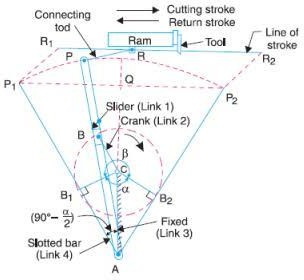 Connecting
tod
Cutting stroke
Return stroke
R₁
Ram
Tool
Line of
stroke
P
R
R₂
P₁
Q
P₂
Slider (Link 1)
Crank (Link 2)
B
β
C
α
B₁
B₂
(90°– α/2)
Fixed
(Link 3)
Slotted bar
(Link 4)
A